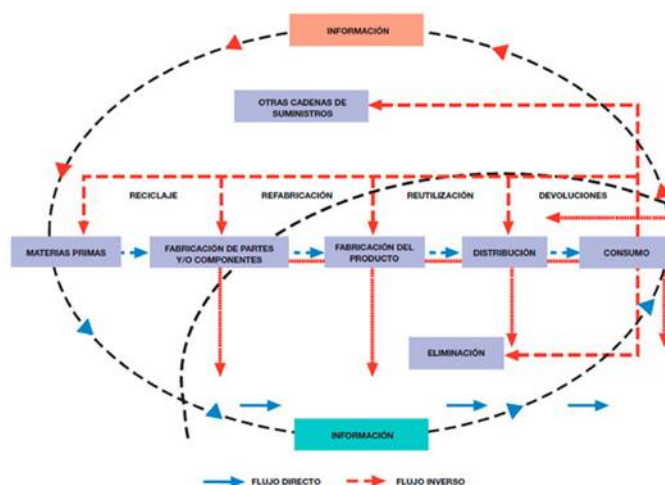 INFORMACIÓN
OTRAS CADENAS DE
SUMINISTROS
RECICLAJE
REFABRICACIÓN
REUTILIZACIÓN
DEVOLUCIONES
MATERIAS PRIMAS
FABRICACIÓN DE PARTES
Y/O COMPONENTES
FABRICACIÓN DEL
PRODUCTO
DISTRIBUCIÓN
CONSUMO
ELIMINACIÓN
INFORMACIÓN
FLUJO DIRECTO
FLUJO INVERSO